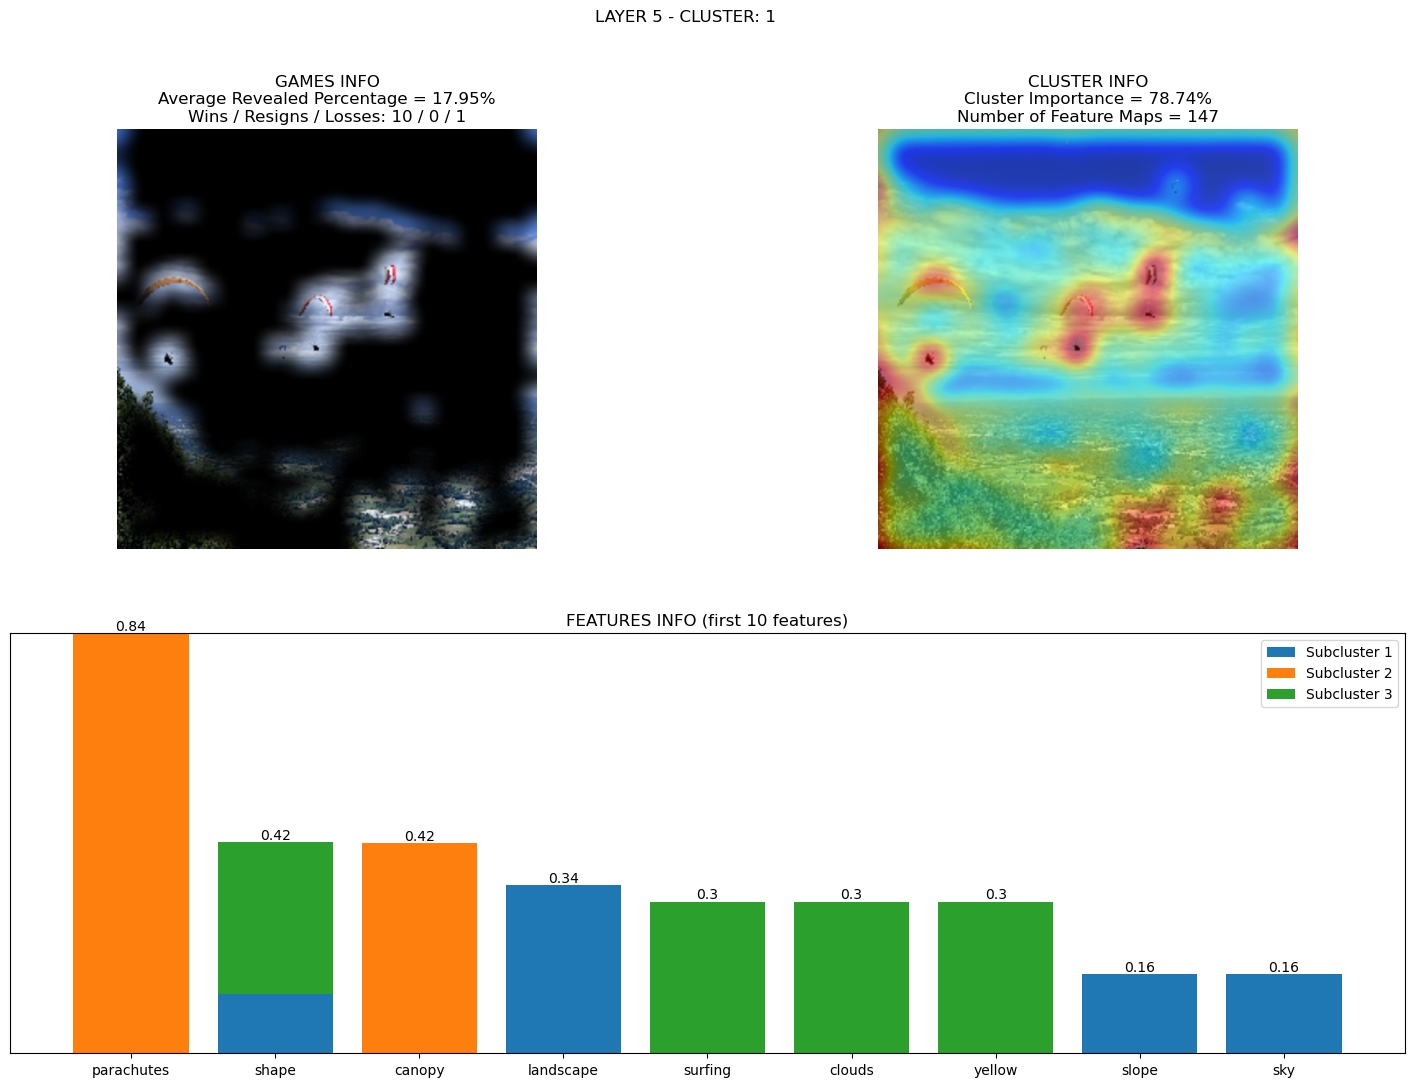 LAYER 5 - CLUSTER: 1
GAMES INFO
Average Revealed Percentage = 17.95%
Wins / Resigns / Losses: 10 / 0 / 1
CLUSTER INFO
Cluster Importance = 78.74%
Number of Feature Maps = 147
FEATURES INFO (first 10 features)
0.84
0.42
0.42
0.34
0.3
0.3
0.3
0.16
0.16
Subcluster 1
Subcluster 2
Subcluster 3
parachutes
shape
canopy
landscape
surfing
clouds
yellow
slope
sky